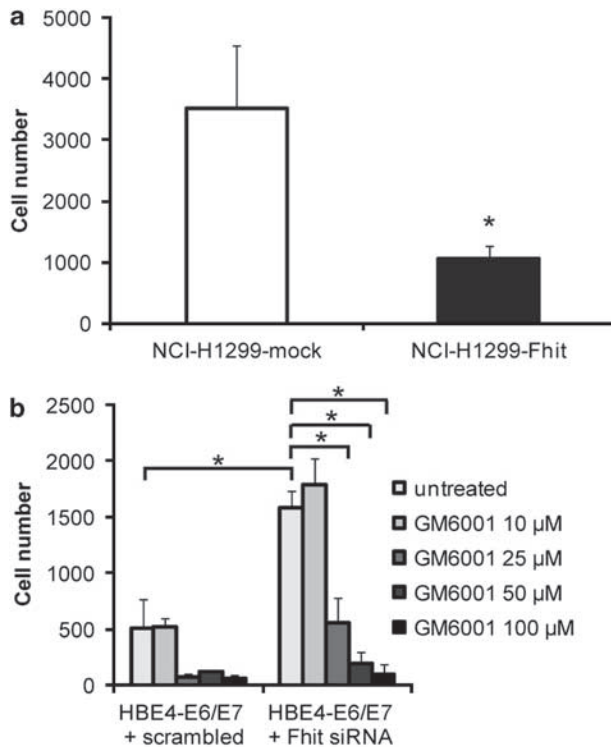 a
5000
4000
3000
2000
1000
0
Cell number
*
NCI-H1299-mock
NCI-H1299-Fhit
b
2500
2000
1500
1000
500
0
Cell number
*
*
*
*
untreated
GM6001 10 µM
GM6001 25 µM
GM6001 50 µM
GM6001 100 µM
HBE4-E6/E7
+ scrambled
HBE4-E6/E7
+ Fhit siRNA